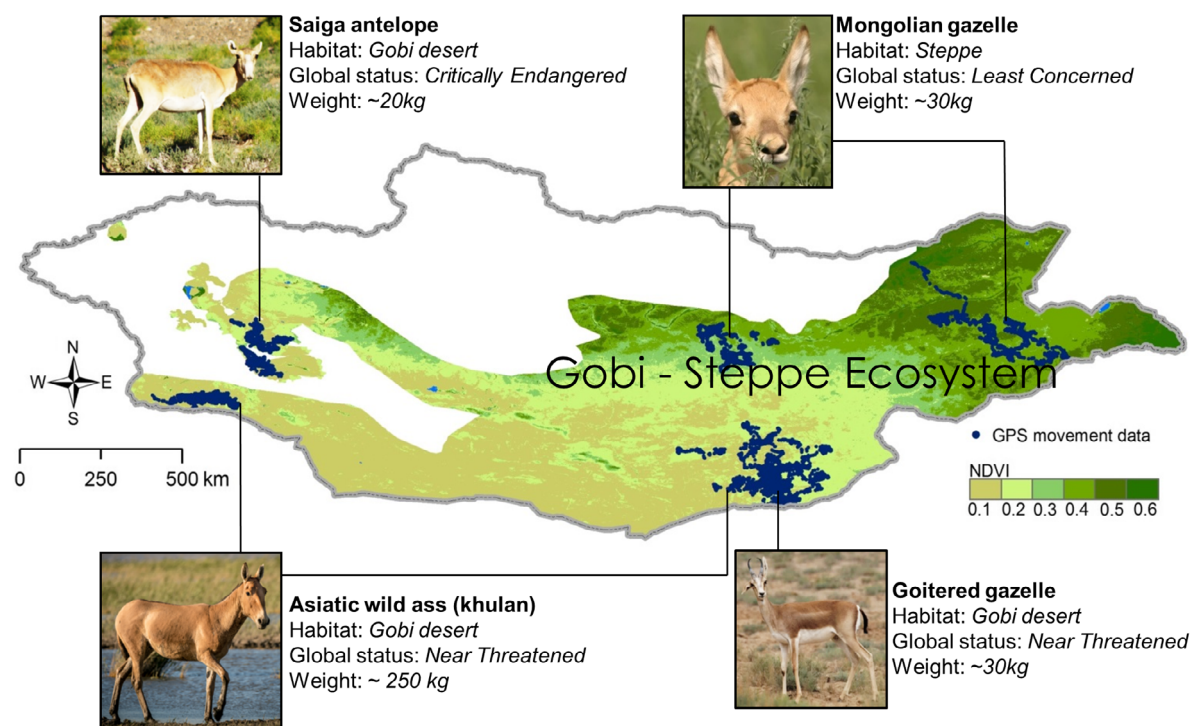 Saiga antelope
Habitat: Gobi desert
Global status: Critically Endangered
Weight: ~20kg
Mongolian gazelle
Habitat: Steppe
Global status: Least Concerned
Weight: ~30kg
N
W E
S
0 250 500 km
Gobi - Steppe Ecosystem
GPS movement data
NDVI
0.1 0.2 0.3 0.4 0.5 0.6
Asiatic wild ass (khulan)
Habitat: Gobi desert
Global status: Near Threatened
Weight: ~ 250 kg
Goitered gazelle
Habitat: Gobi desert
Global status: Near Threatened
Weight: ~30kg